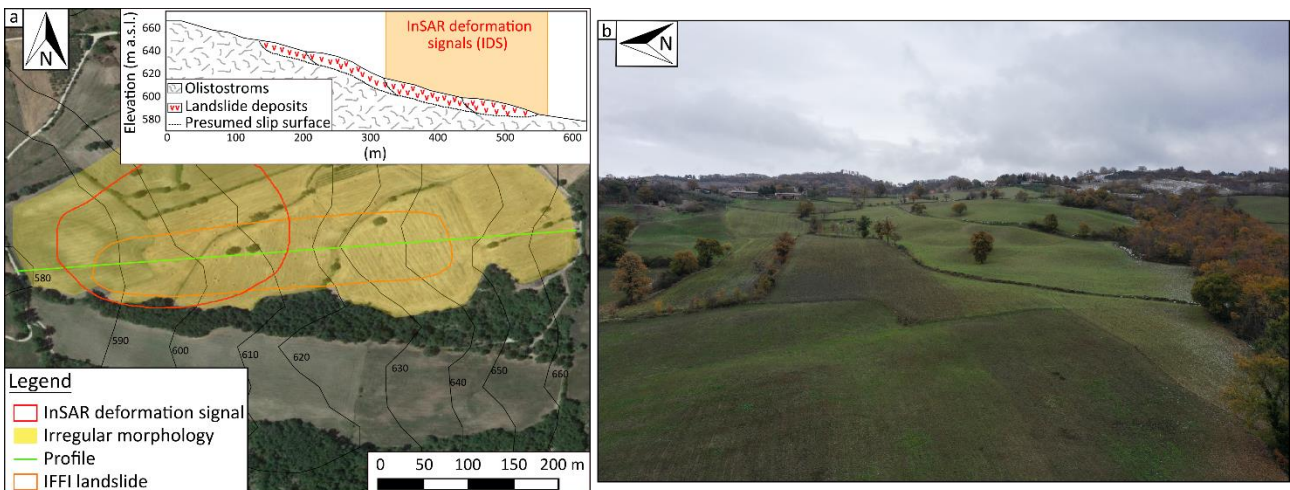 a
N
Elevation (m a.s.l.)
660
640
620
600
580
InSAR deformation
signals (IDS)
Olistostroms
Landslide deposits
Presumed slip surface
0 100 200 300 400 500 600
(m)
580
590
600
610
620
630
640
650
660
Legend
InSAR deformation signal
Irregular morphology
Profile
IFFI landslide
0 50 100 150 200 m
b
N